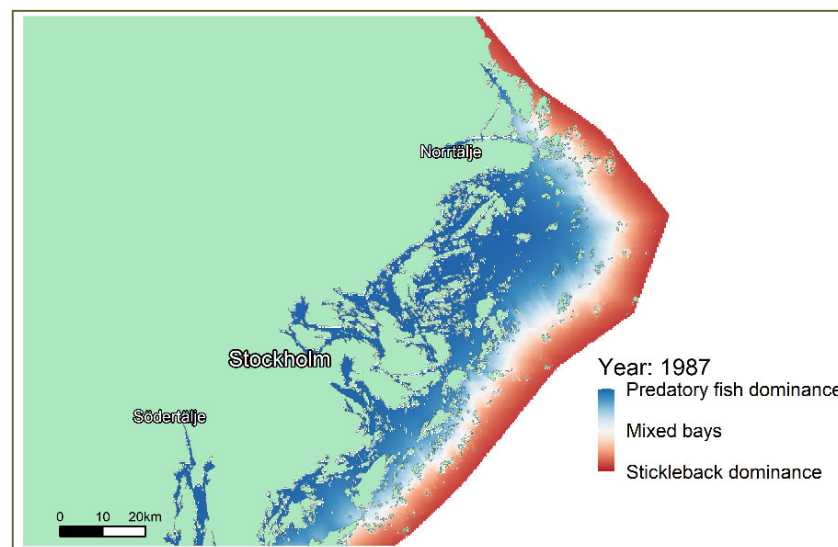 Norrtälje
Stockholm
Södertälje
Year: 1987
Predatory fish dominance
Mixed bays
Stickleback dominance
0 10 20km